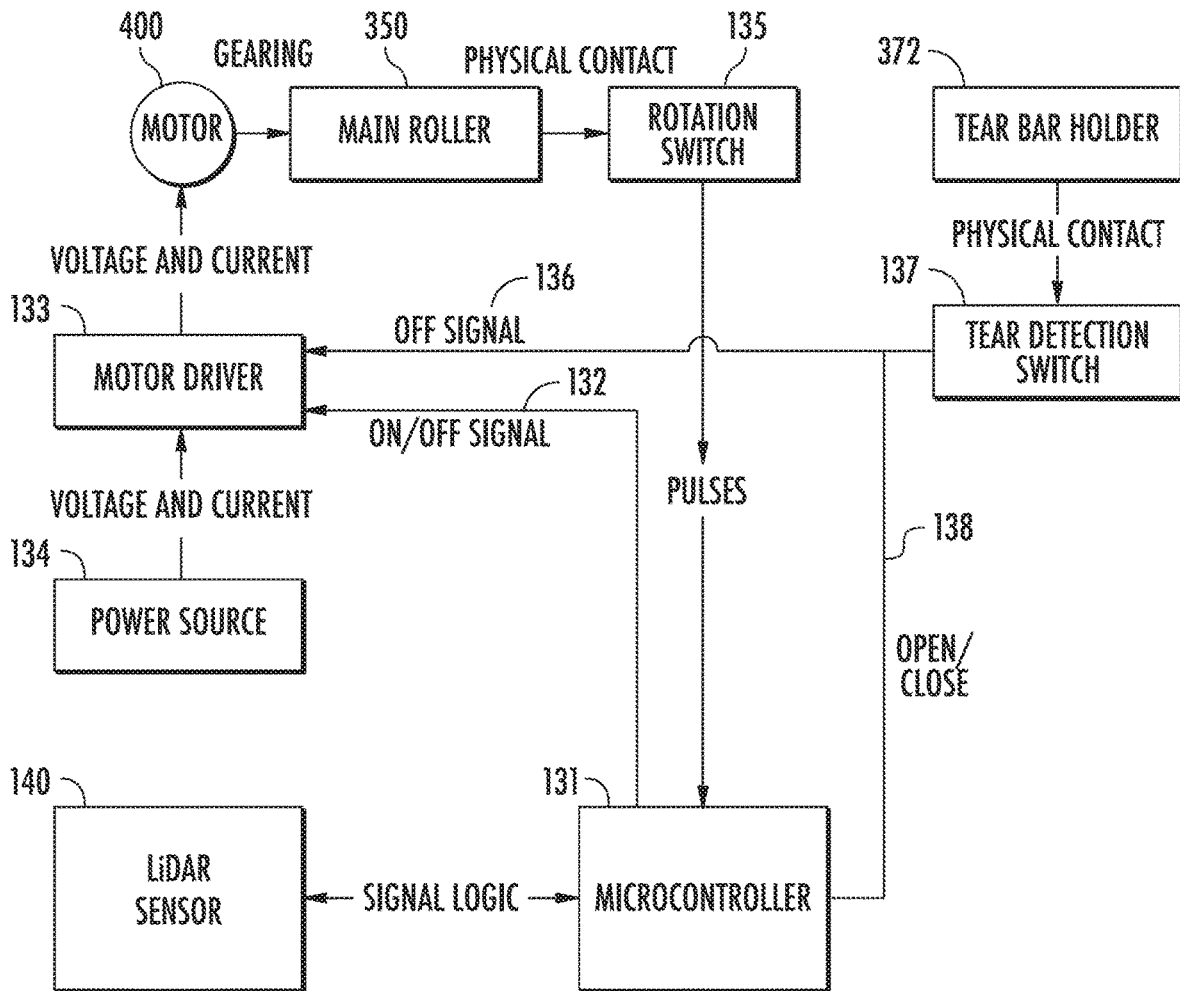 400
GEARING
350
PHYSICAL CONTACT
135
372
MOTOR
MAIN ROLLER
ROTATION
SWITCH
TEAR BAR HOLDER
VOLTAGE AND CURRENT
PHYSICAL CONTACT
133
136
137
OFF SIGNAL
MOTOR DRIVER
TEAR DETECTION
SWITCH
132
ON/OFF SIGNAL
VOLTAGE AND CURRENT
PULSES
134
138
POWER SOURCE
OPEN/
CLOSE
140
131
LiDAR
SENSOR
SIGNAL LOGIC
MICROCONTROLLER